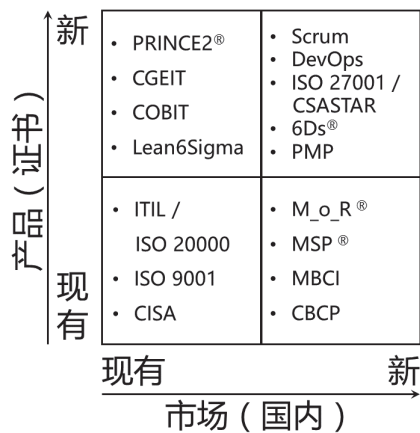 新
产品（证书）
现有
• PRINCE2®
• CGEIT
• COBIT
• Lean6Sigma
• Scrum
• DevOps
• ISO 27001 /
CSASTAR
• 6Ds®
• PMP
• ITIL /
ISO 20000
• ISO 9001
• CISA
• M_o_R ®
• MSP ®
• MBCI
• CBCP
现有
新
市场（国内）